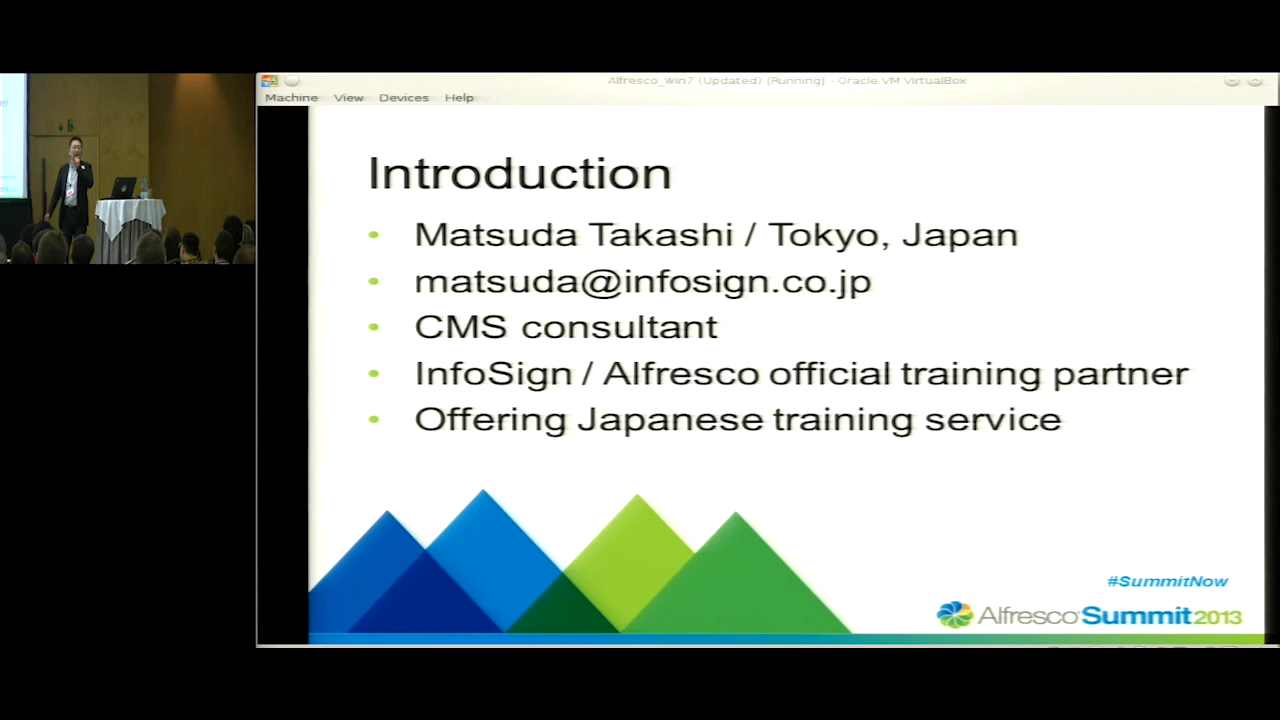 Alfresco_Win7 (Updated) [Running] - Oracle VM VirtualBox
Machine View Devices Help
Introduction
• Matsuda Takashi / Tokyo, Japan
• matsuda@infosign.co.jp
• CMS consultant
• InfoSign / Alfresco official training partner
• Offering Japanese training service
#SummitNow
Alfresco Summit 2013